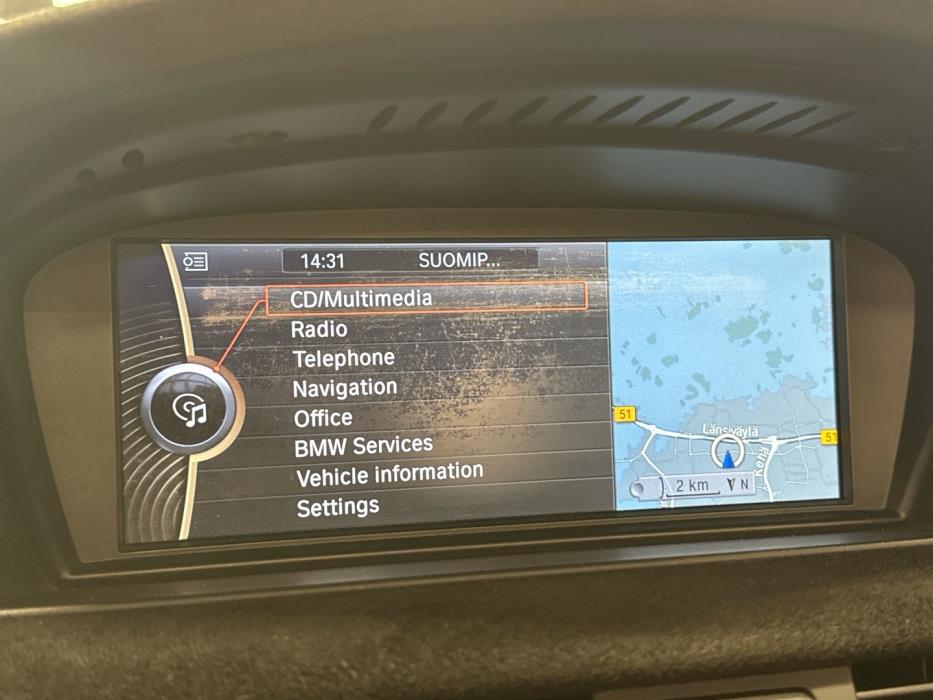 14:31 SUOMIP...
CD/Multimedia
Radio
Telephone
Navigation
Office
BMW Services
Vehicle information
Settings
51
Länsiväylä
51
Kehä
2 km N